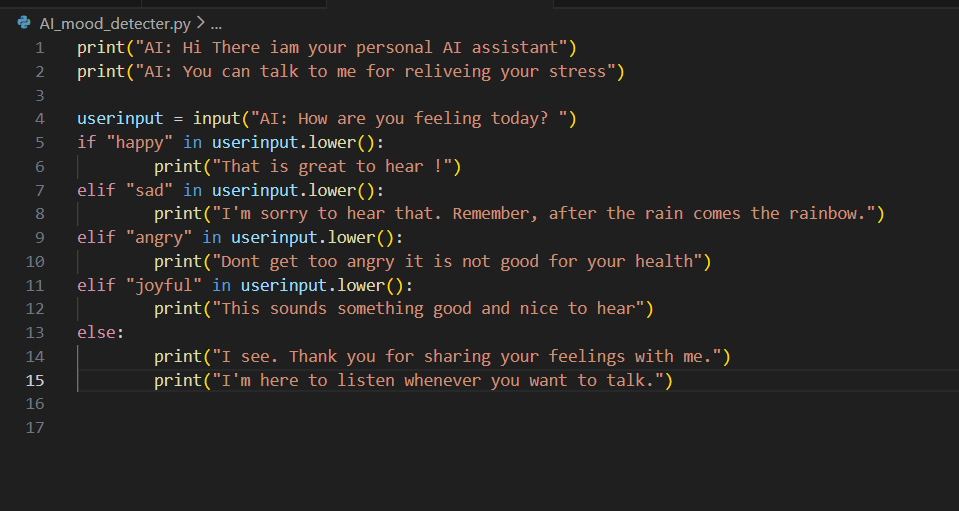 AI_mood_detecter.py > ...
1 print("AI: Hi There iam your personal AI assistant")
2 print("AI: You can talk to me for reliveing your stress")
3
4 userinput = input("AI: How are you feeling today? ")
5 if "happy" in userinput.lower():
6 print("That is great to hear !")
7 elif "sad" in userinput.lower():
8 print("I'm sorry to hear that. Remember, after the rain comes the rainbow.")
9 elif "angry" in userinput.lower():
10 print("Dont get too angry it is not good for your health")
11 elif "joyful" in userinput.lower():
12 print("This sounds something good and nice to hear")
13 else:
14 print("I see. Thank you for sharing your feelings with me.")
15 print("I'm here to listen whenever you want to talk.")
16
17